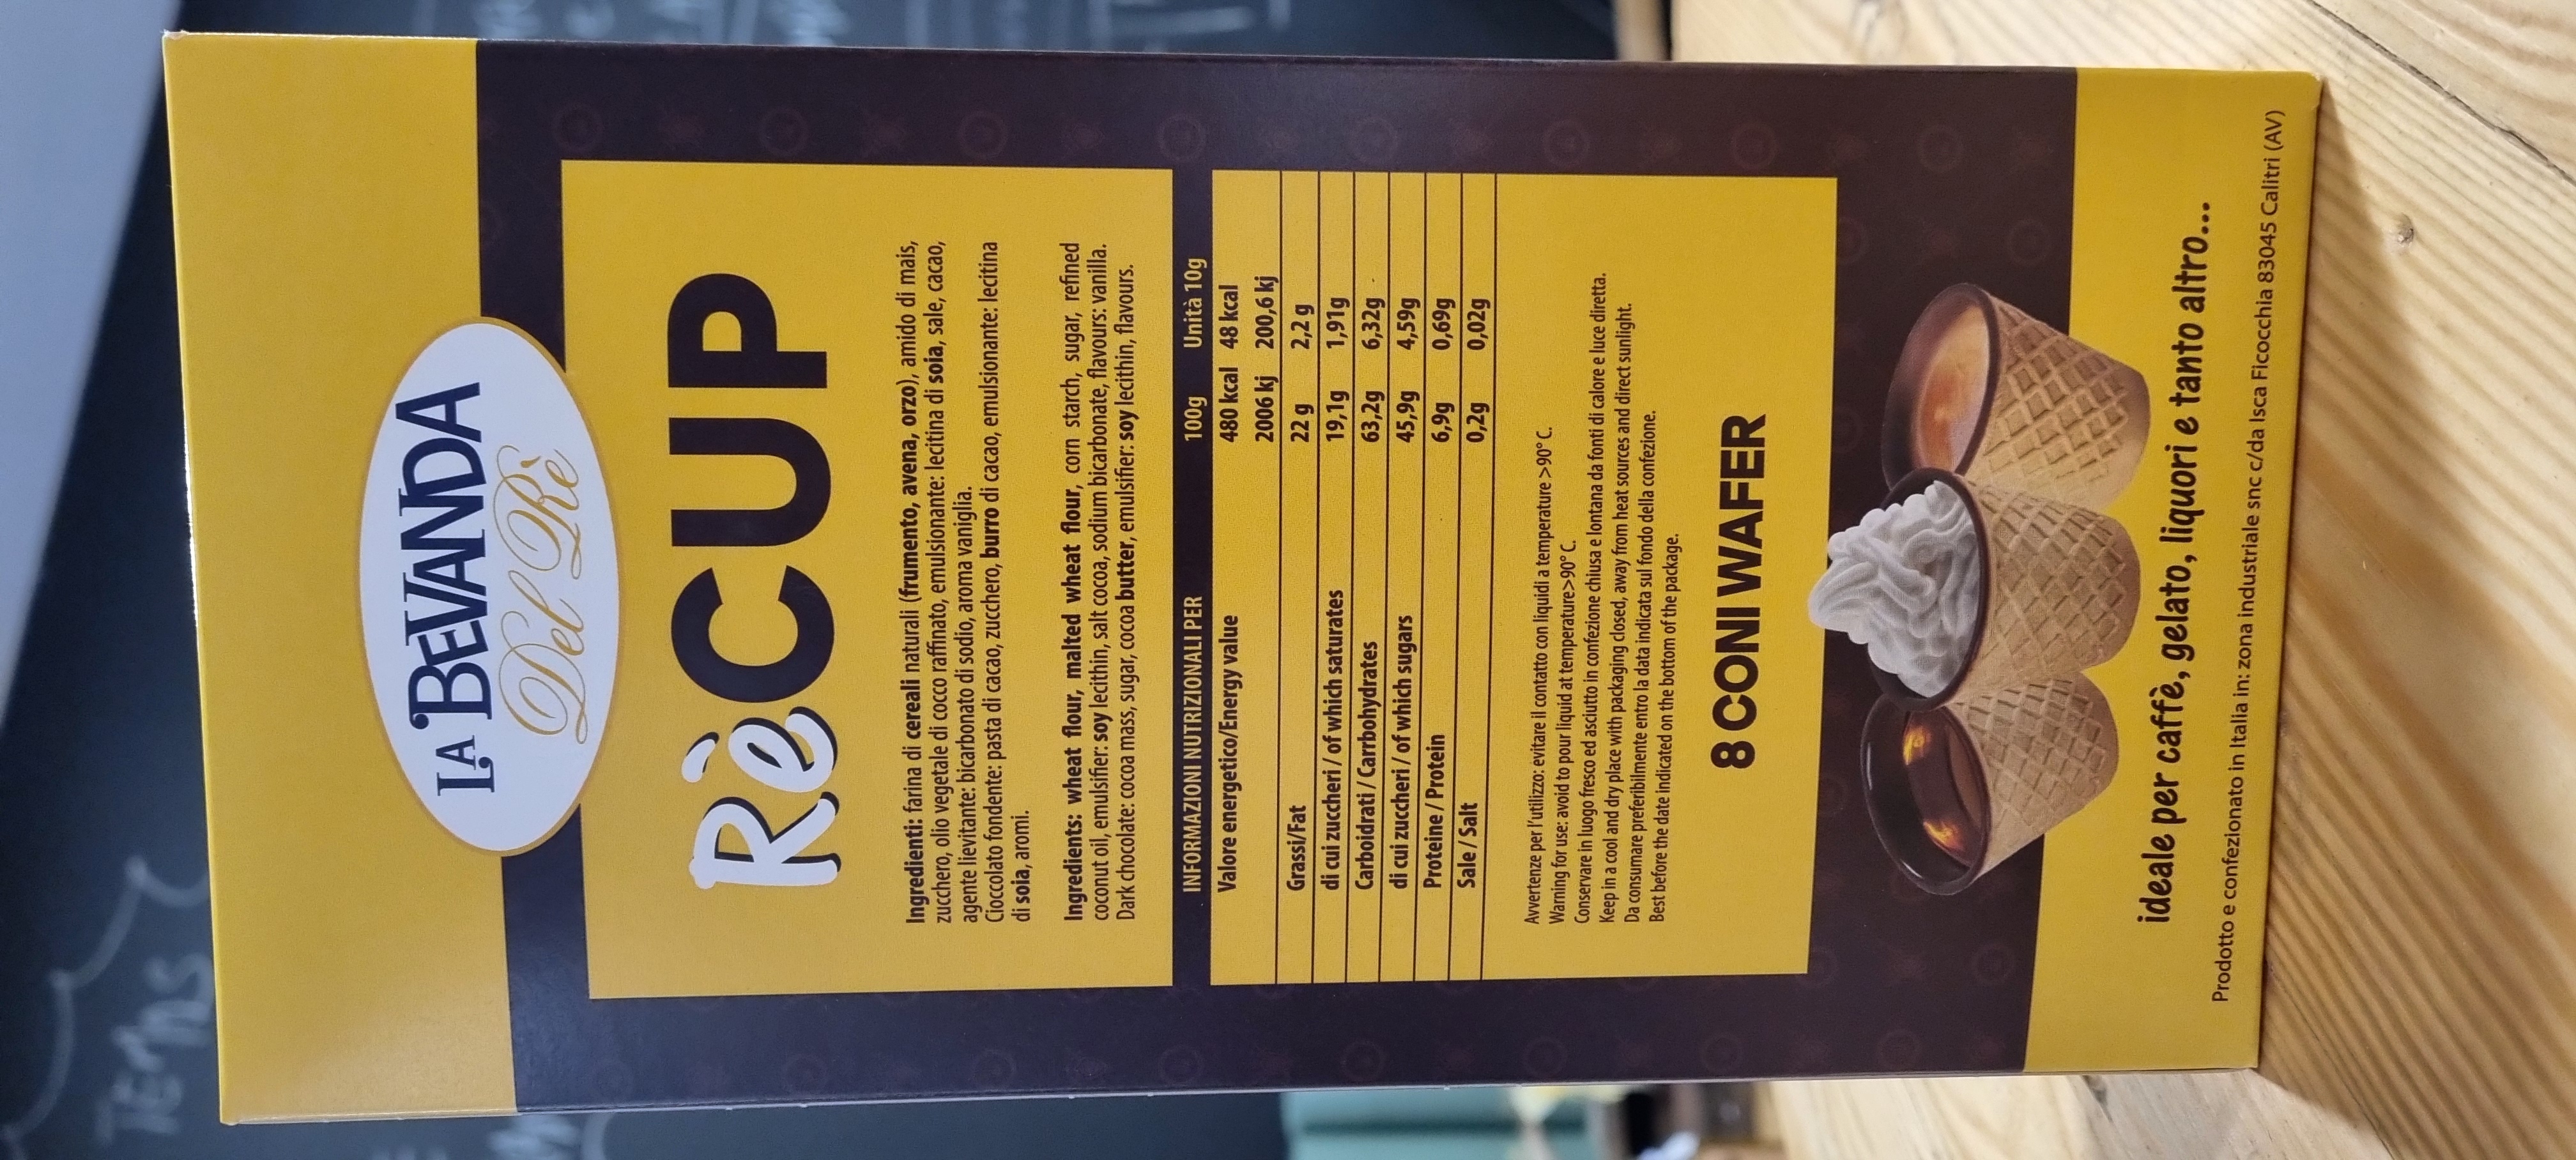 LA BEVANDA
Del Rè
RèCUP
Ingredienti: farina di cereali naturali (frumento, avena, orzo), amido di mais,
zucchero, olio vegetale di cocco raffinato, emulsionante: lecitina di soia, sale, cacao,
agente lievitante: bicarbonato di sodio, aroma vaniglia.
Cioccolato fondente: pasta di cacao, zucchero, burro di cacao, emulsionante: lecitina
di soia, aromi.
Ingredients: wheat flour, malted wheat flour, corn starch, sugar, refined
coconut oil, emulsifier: soy lecithin, salt cocoa, sodium bicarbonate, flavours: vanilla.
Dark chocolate: cocoa mass, sugar, cocoa butter, emulsifier: soy lecithin, flavours.
INFORMAZIONI NUTRIZIONALI PER 100g Unità 10g
Valore energetico/Energy value 480 kcal 48 kcal
2006 kj 200,6 kj
Grassi/Fat 22 g 2,2 g
di cui zuccheri / of which saturates 19,1g 1,91g
Carboidrati / Carrbohydrates 63,2g 6,32g
di cui zuccheri / of which sugars 45,9g 4,59g
Proteine / Protein 6,9g 0,69g
Sale / Salt 0,2g 0,02g
Avvertenze per l'utilizzo: evitare il contatto con liquidi a temperature >90° C.
Warning for use: avoid to pour liquid at temperature>90° C.
Conservare in luogo fresco ed asciutto in confezione chiusa e lontana da fonti di calore e luce diretta.
Keep in a cool and dry place with packaging closed, away from heat sources and direct sunlight.
Da consumare preferibilmente entro la data indicata sul fondo della confezione.
Best before the date indicated on the bottom of the package.
8 CONI WAFER
ideale per caffè, gelato, liquori e tanto altro...
Prodotto e confezionato in Italia in: zona industriale snc c/da Isca Ficocchia 83045 Calitri (AV)